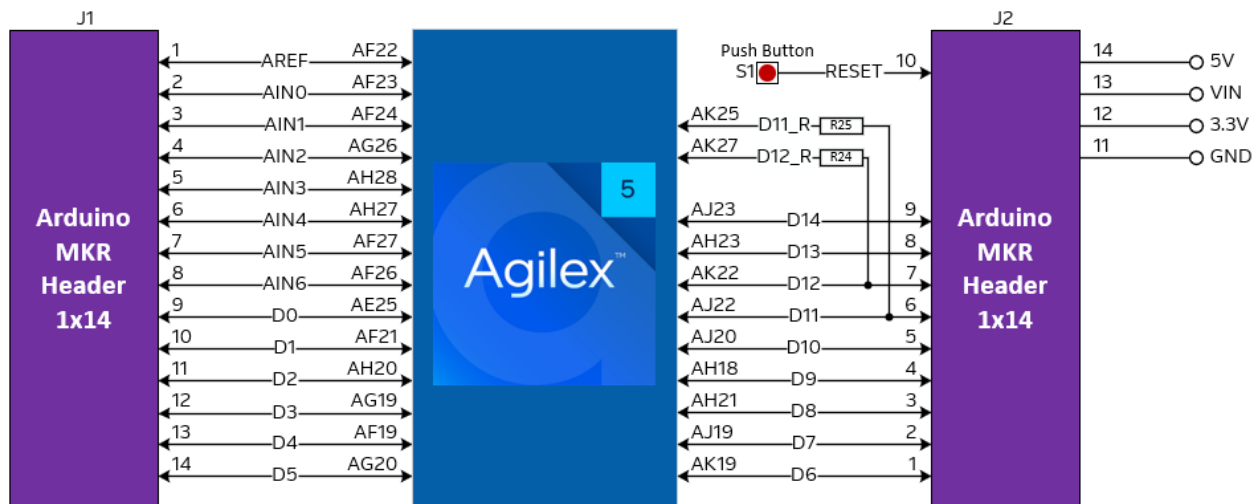 J1
J2
1 AREF AF22
2 AIN0 AF23
3 AIN1 AF24
4 AIN2 AG26
5 AIN3 AH28
6 AIN4 AH27
7 AIN5 AF27
8 AIN6 AF26
9 D0 AE25
10 D1 AF21
11 D2 AH20
12 D3 AG19
13 D4 AF19
14 D5 AG20
Arduino
MKR
Header
1x14
5
Agilex™
Push Button
S1 RESET 10
AK25 D11_R R25
AK27 D12_R R24
AJ23 D14 9
AH23 D13 8
AK22 D12 7
AJ22 D11 6
AJ20 D10 5
AH18 D9 4
AH21 D8 3
AJ19 D7 2
AK19 D6 1
Arduino
MKR
Header
1x14
14 5V
13 VIN
12 3.3V
11 GND